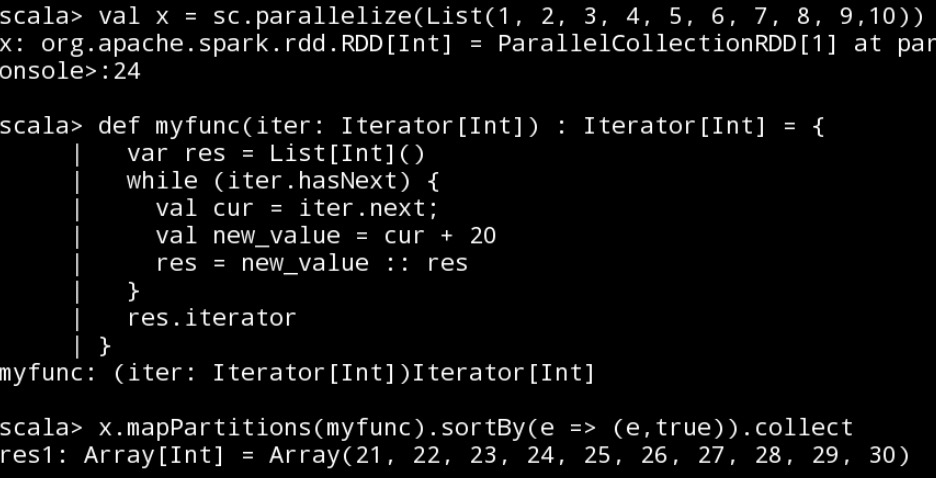 scala> val x = sc.parallelize(List(1, 2, 3, 4, 5, 6, 7, 8, 9,10))
x: org.apache.spark.rdd.RDD[Int] = ParallelCollectionRDD[1] at par
onsole>:24
scala> def myfunc(iter: Iterator[Int]) : Iterator[Int] = {
     |   var res = List[Int]()
     |   while (iter.hasNext) {
     |     val cur = iter.next;
     |     val new_value = cur + 20
     |     res = new_value :: res
     |   }
     |   res.iterator
     | }
myfunc: (iter: Iterator[Int])Iterator[Int]
scala> x.mapPartitions(myfunc).sortBy(e => (e,true)).collect
res1: Array[Int] = Array(21, 22, 23, 24, 25, 26, 27, 28, 29, 30)